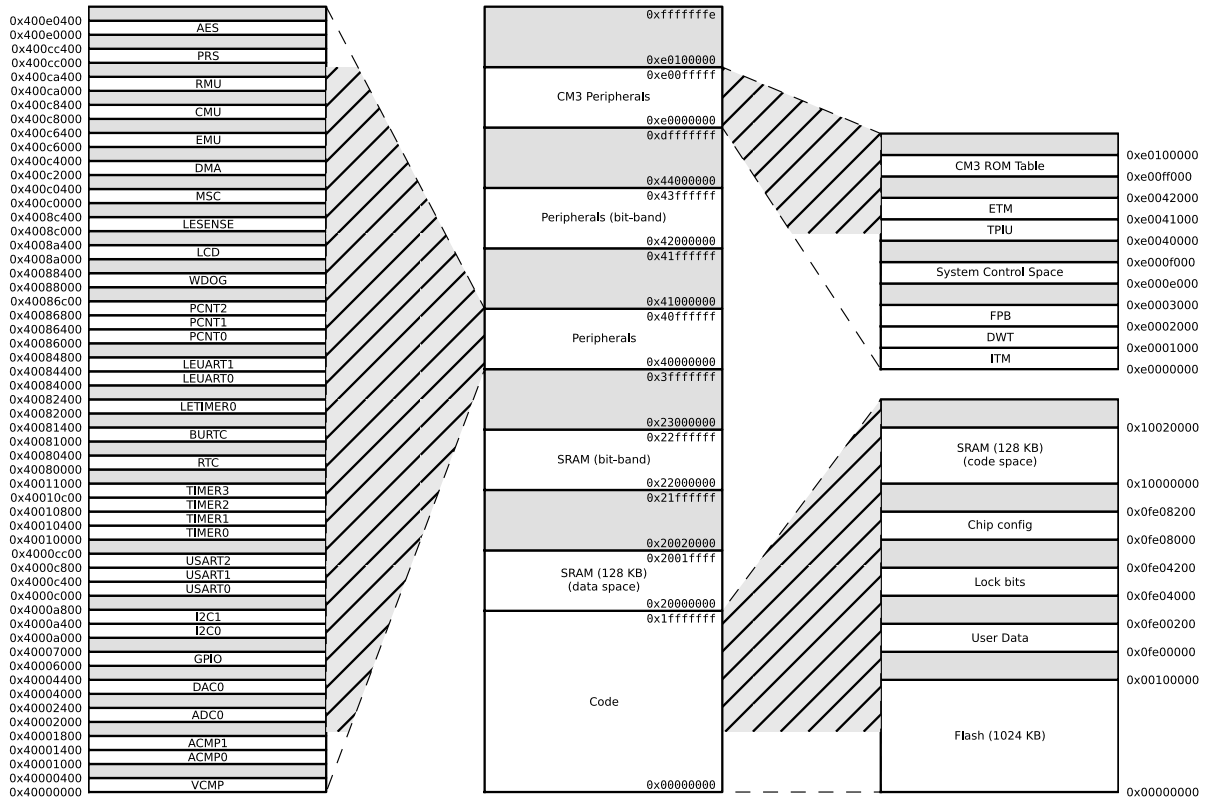 0x400e0400
AES
0x400e0000
0x400cc400
PRS
0x400cc000
0x400ca400
RMU
0x400ca000
0x400c8400
CMU
0x400c8000
0x400c6400
EMU
0x400c6000
0x400c4000
DMA
0x400c2000
0x400c0400
MSC
0x400c0000
0x4008c400
LESENSE
0x4008c000
0x4008a400
LCD
0x4008a000
0x40088400
WDOG
0x40088000
0x40086c00
PCNT2
0x40086800
PCNT1
0x40086400
PCNT0
0x40086000
0x40084800
LEUART1
0x40084400
LEUART0
0x40084000
0x40082400
LETIMER0
0x40082000
0x40081400
BURTC
0x40081000
0x40080400
RTC
0x40080000
0x40011000
TIMER3
0x40010c00
TIMER2
0x40010800
TIMER1
0x40010400
TIMER0
0x40010000
0x4000cc00
USART2
0x4000c800
USART1
0x4000c400
USART0
0x4000c000
0x4000a800
I2C1
0x4000a400
I2C0
0x4000a000
0x40007000
GPIO
0x40006000
0x40004400
DAC0
0x40004000
0x40002400
ADC0
0x40002000
0x40001800
ACMP1
0x40001400
ACMP0
0x40001000
0x40000400
VCMP
0x40000000
0xfffffffe
0xe0100000
0xe00fffff
CM3 Peripherals
0xe0000000
0xdfffffff
0x44000000
0x43ffffff
Peripherals (bit-band)
0x42000000
0x41ffffff
0x41000000
0x40ffffff
Peripherals
0x40000000
0x3fffffff
0x23000000
0x22ffffff
SRAM (bit-band)
0x22000000
0x21ffffff
0x20020000
0x2001ffff
SRAM (128 KB)
(data space)
0x20000000
0x1fffffff
Code
0x00000000
0xe0100000
CM3 ROM Table
0xe00ff000
0xe0042000
ETM
0xe0041000
TPIU
0xe0040000
0xe000f000
System Control Space
0xe000e000
0xe0003000
FPB
0xe0002000
DWT
0xe0001000
ITM
0xe0000000
0x10020000
SRAM (128 KB)
(code space)
0x10000000
0x0fe08200
Chip config
0x0fe08000
0x0fe04200
Lock bits
0x0fe04000
0x0fe00200
User Data
0x0fe00000
0x00100000
Flash (1024 KB)
0x00000000